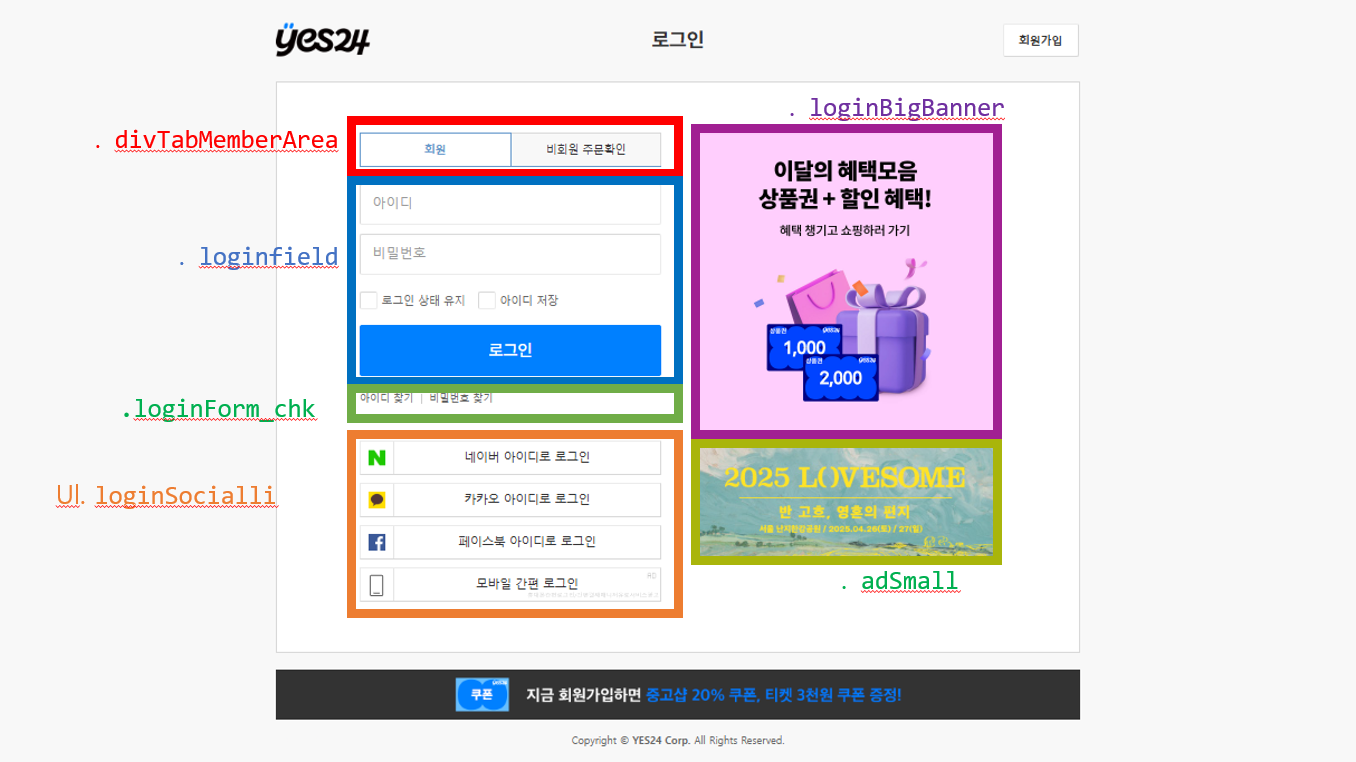 yes24
로그인
회원가입
. divTabMemberArea
회원
비회원 주문확인
. loginfield
아이디
비밀번호
로그인 상태 유지
아이디 저장
로그인
.loginForm_chk
아이디 찾기 | 비밀번호 찾기
Ul. loginSocialli
네이버 아이디로 로그인
카카오 아이디로 로그인
페이스북 아이디로 로그인
모바일 간편 로그인
AD
. loginBigBanner
이달의 혜택모음
상품권 + 할인 혜택!
혜택 챙기고 쇼핑하러 가기
상품권 yes24
1,000
상품권 yes24
2,000
2025 LOVESOME
반 고흐, 영혼의 편지
서울 난지한강공원 / 2025.04.26(토) / 27(일)
. adSmall
쿠폰 yes24
지금 회원가입하면 중고샵 20% 쿠폰, 티켓 3천원 쿠폰 증정!
Copyright © YES24 Corp. All Rights Reserved.